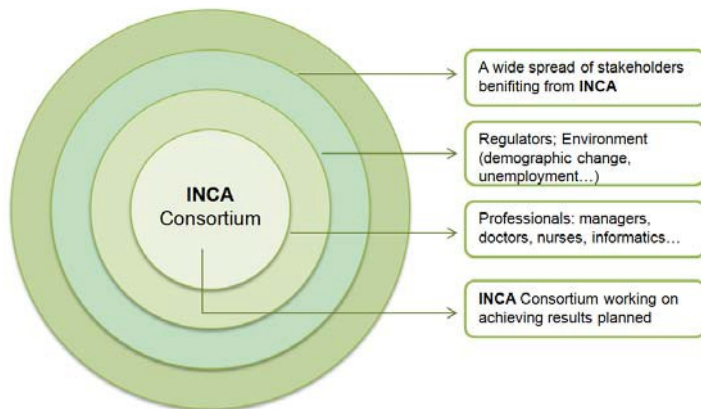 INCA
Consortium
A wide spread of stakeholders
benifiting from INCA
Regulators; Environment
(demographic change,
unemployment…)
Professionals: managers,
doctors, nurses, informatics…
INCA Consortium working on
achieving results planned